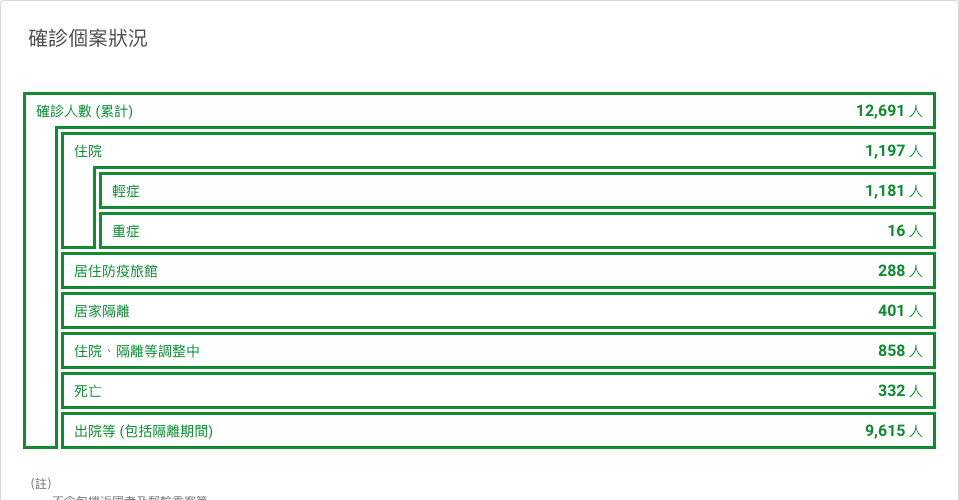 確診個案狀況
確診人數 (累計) 12,691 人
住院 1,197 人
輕症 1,181 人
重症 16 人
居住防疫旅館 288 人
居家隔離 401 人
住院、隔離等調整中 858 人
死亡 332 人
出院等 (包括隔離期間) 9,615 人
(註)